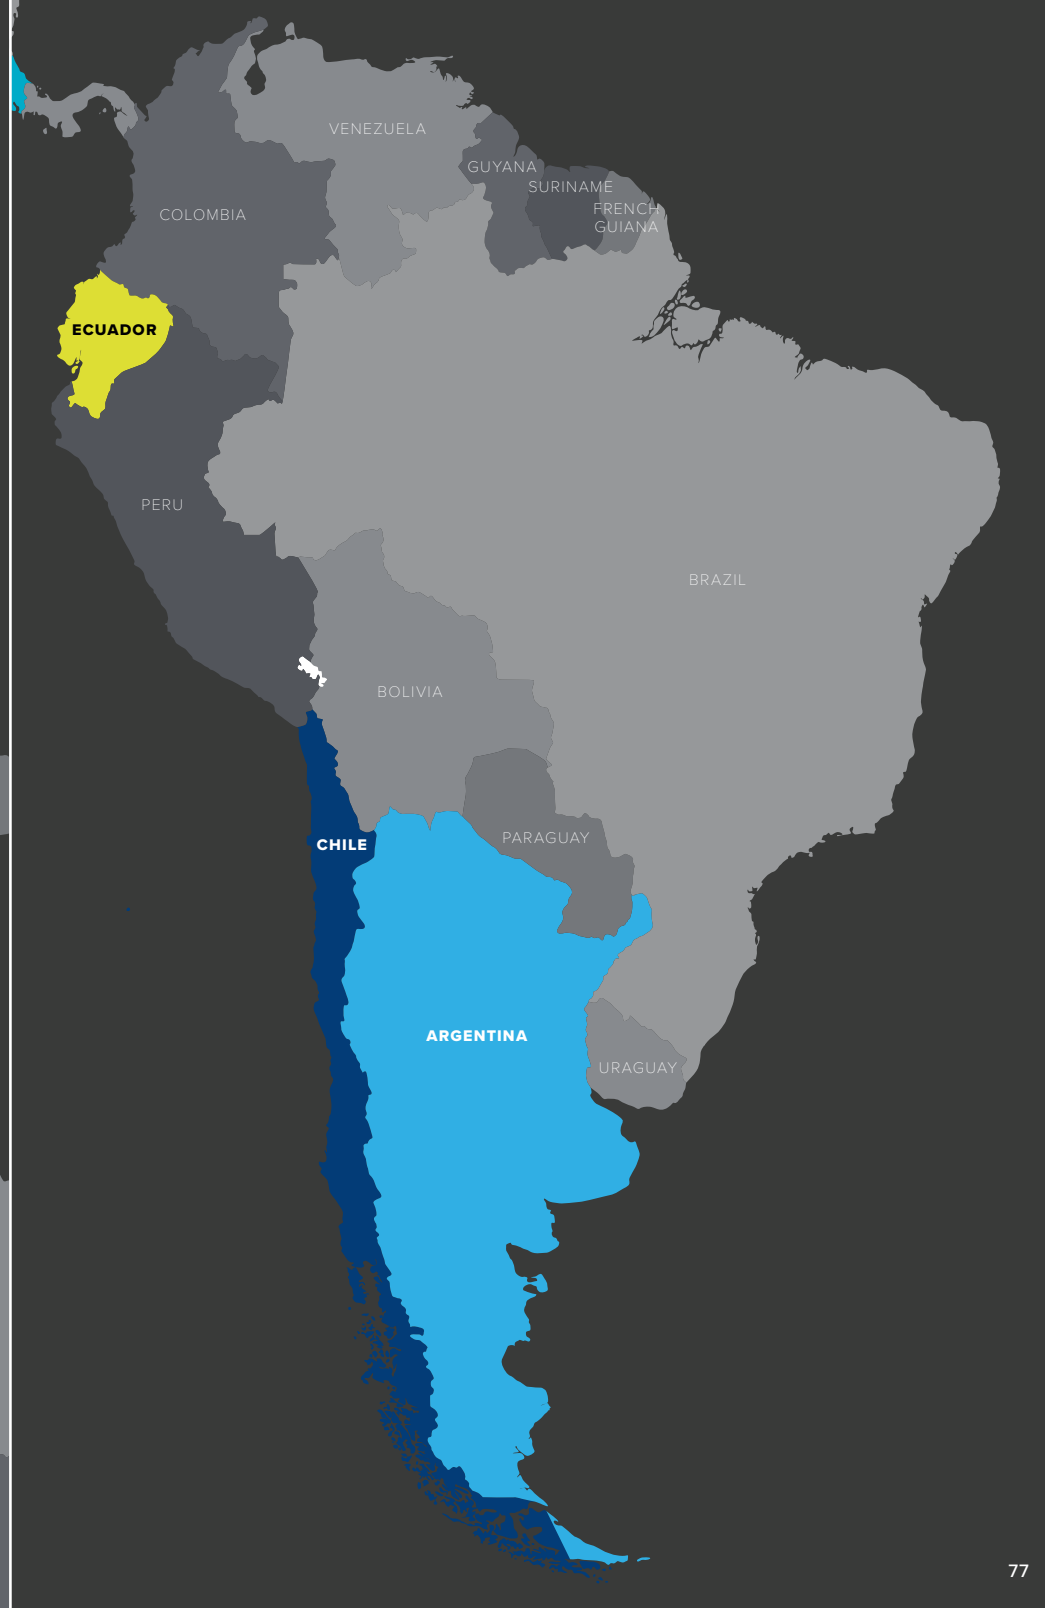 VENEZUELA
GUYANA
SURINAME
FRENCH
GUIANA
COLOMBIA
ECUADOR
PERU
BRAZIL
BOLIVIA
PARAGUAY
CHILE
ARGENTINA
URAGUAY
77